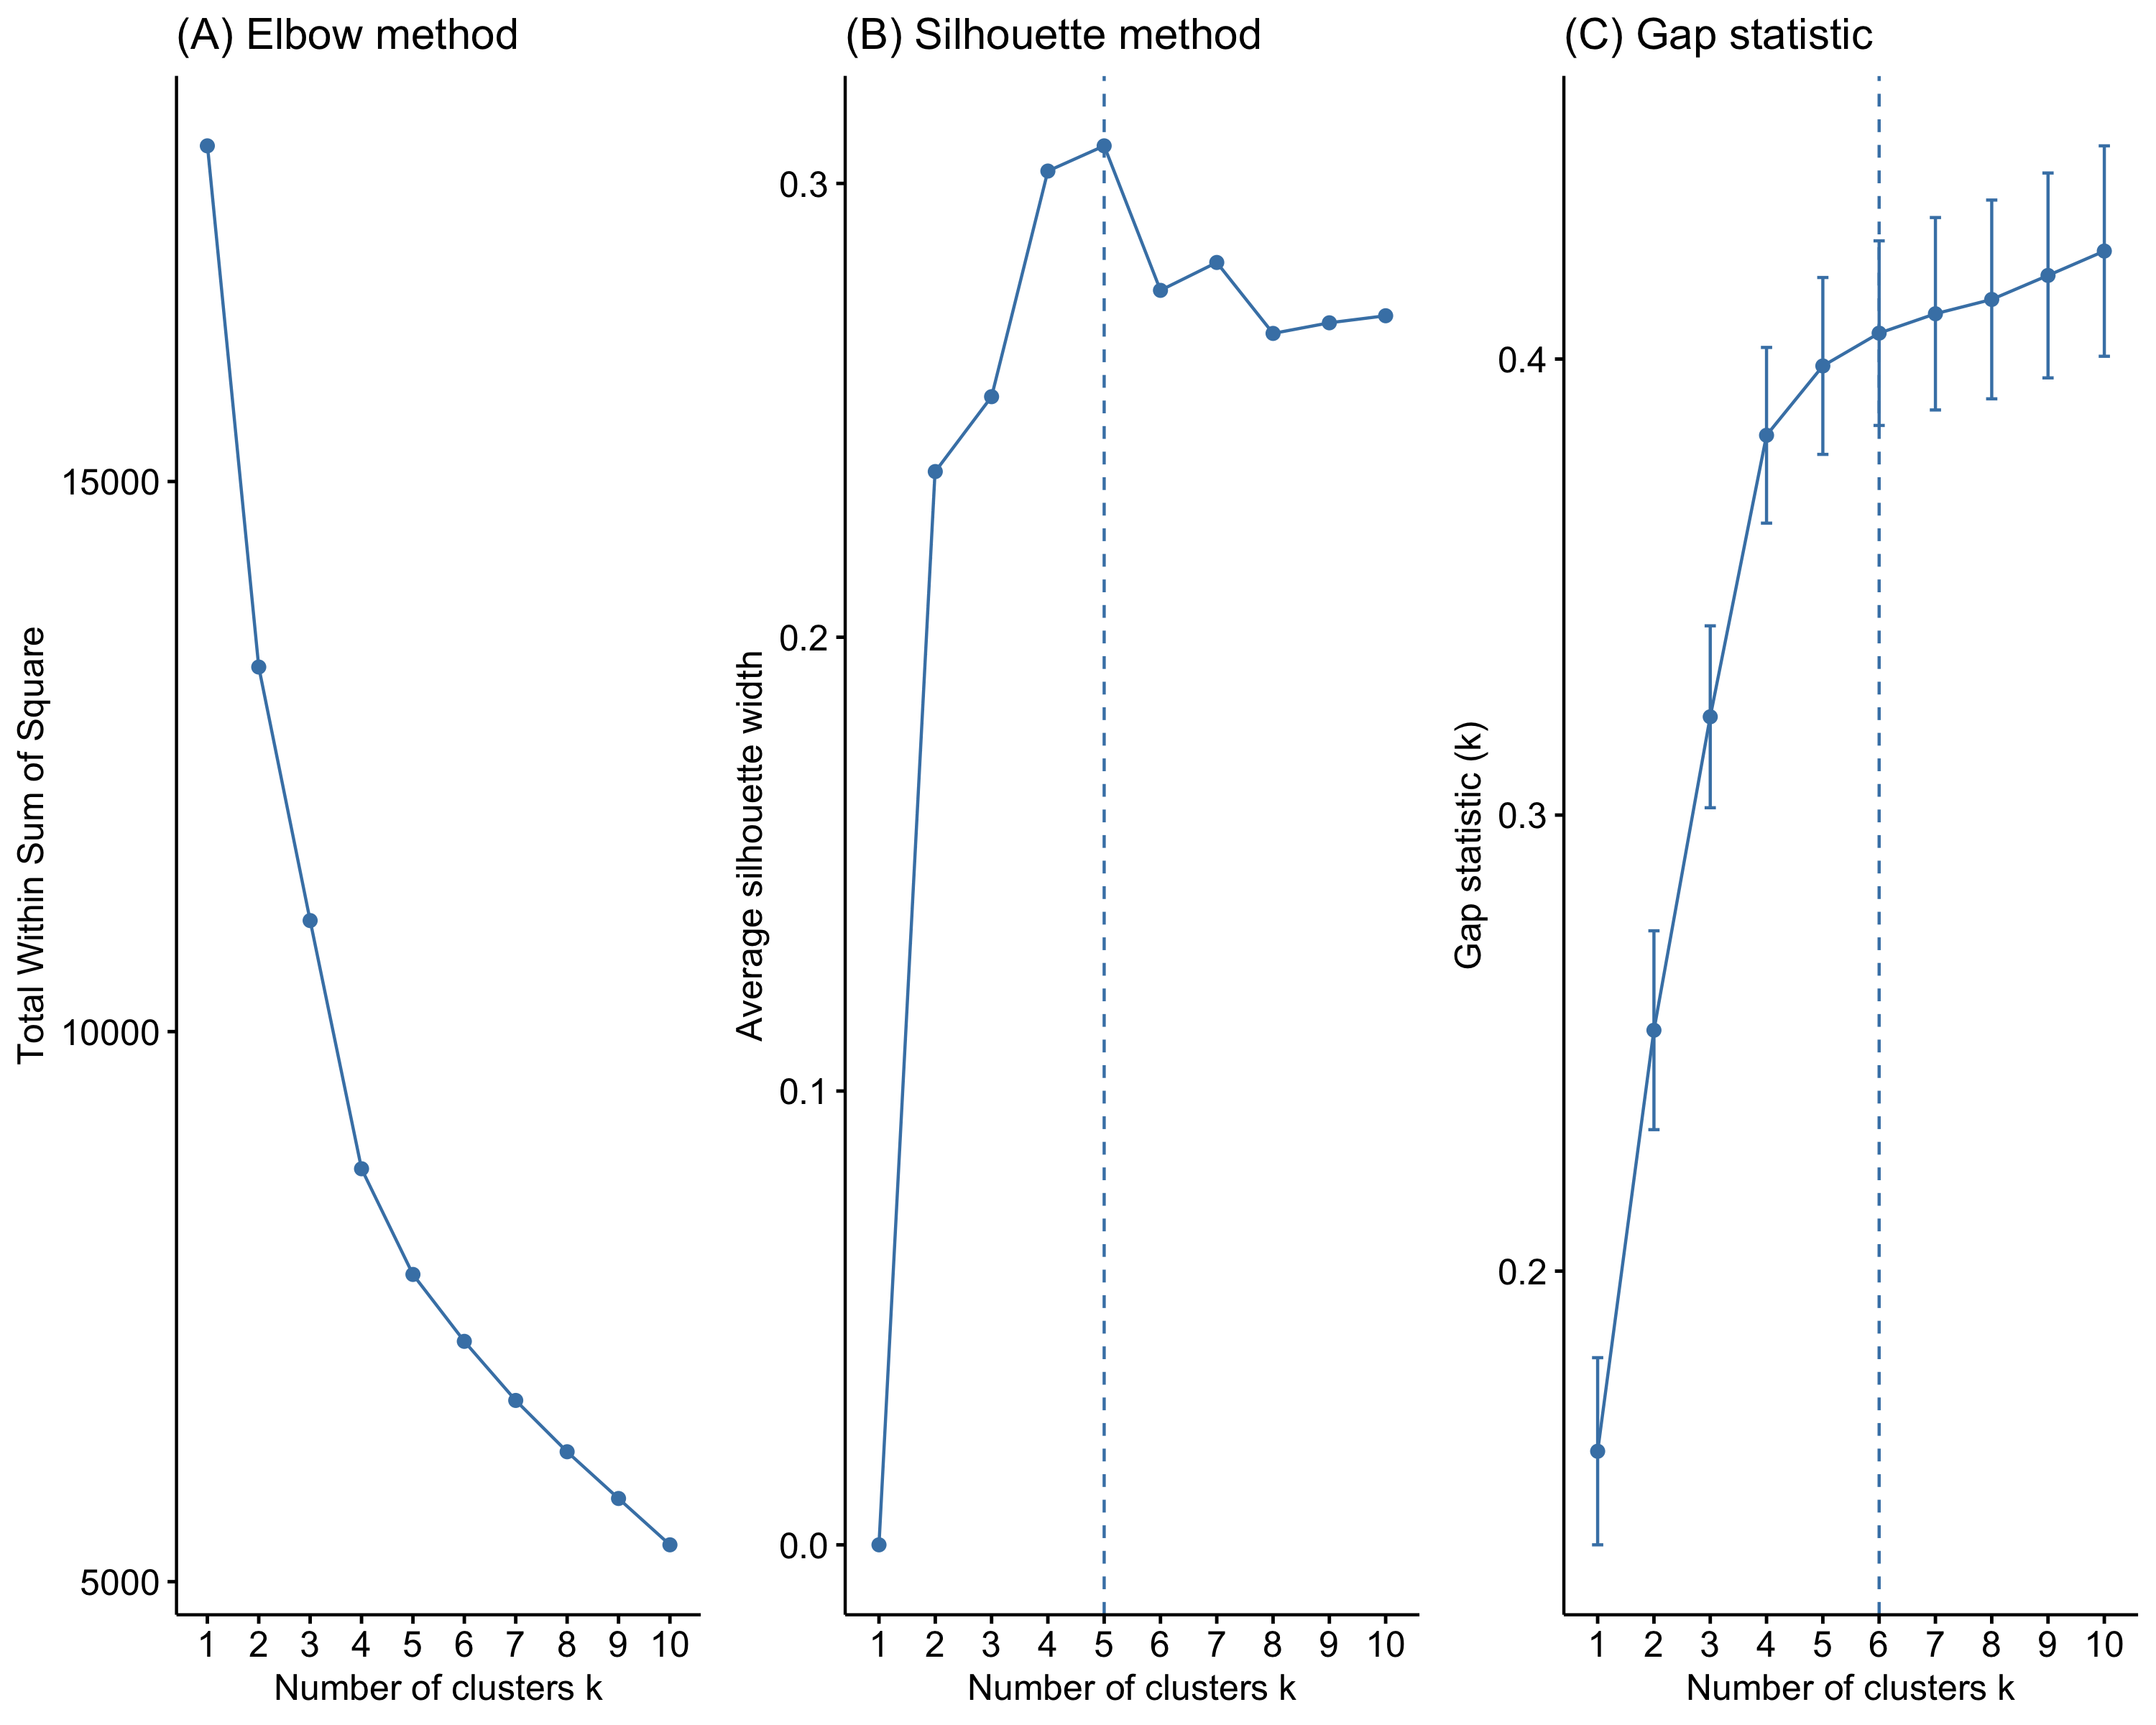 (A) Elbow method
Total Within Sum of Square
15000
10000
5000
1 2 3 4 5 6 7 8 9 10
Number of clusters k
(B) Silhouette method
Average silhouette width
0.3
0.2
0.1
0.0
1 2 3 4 5 6 7 8 9 10
Number of clusters k
(C) Gap statistic
Gap statistic (k)
0.4
0.3
0.2
1 2 3 4 5 6 7 8 9 10
Number of clusters k